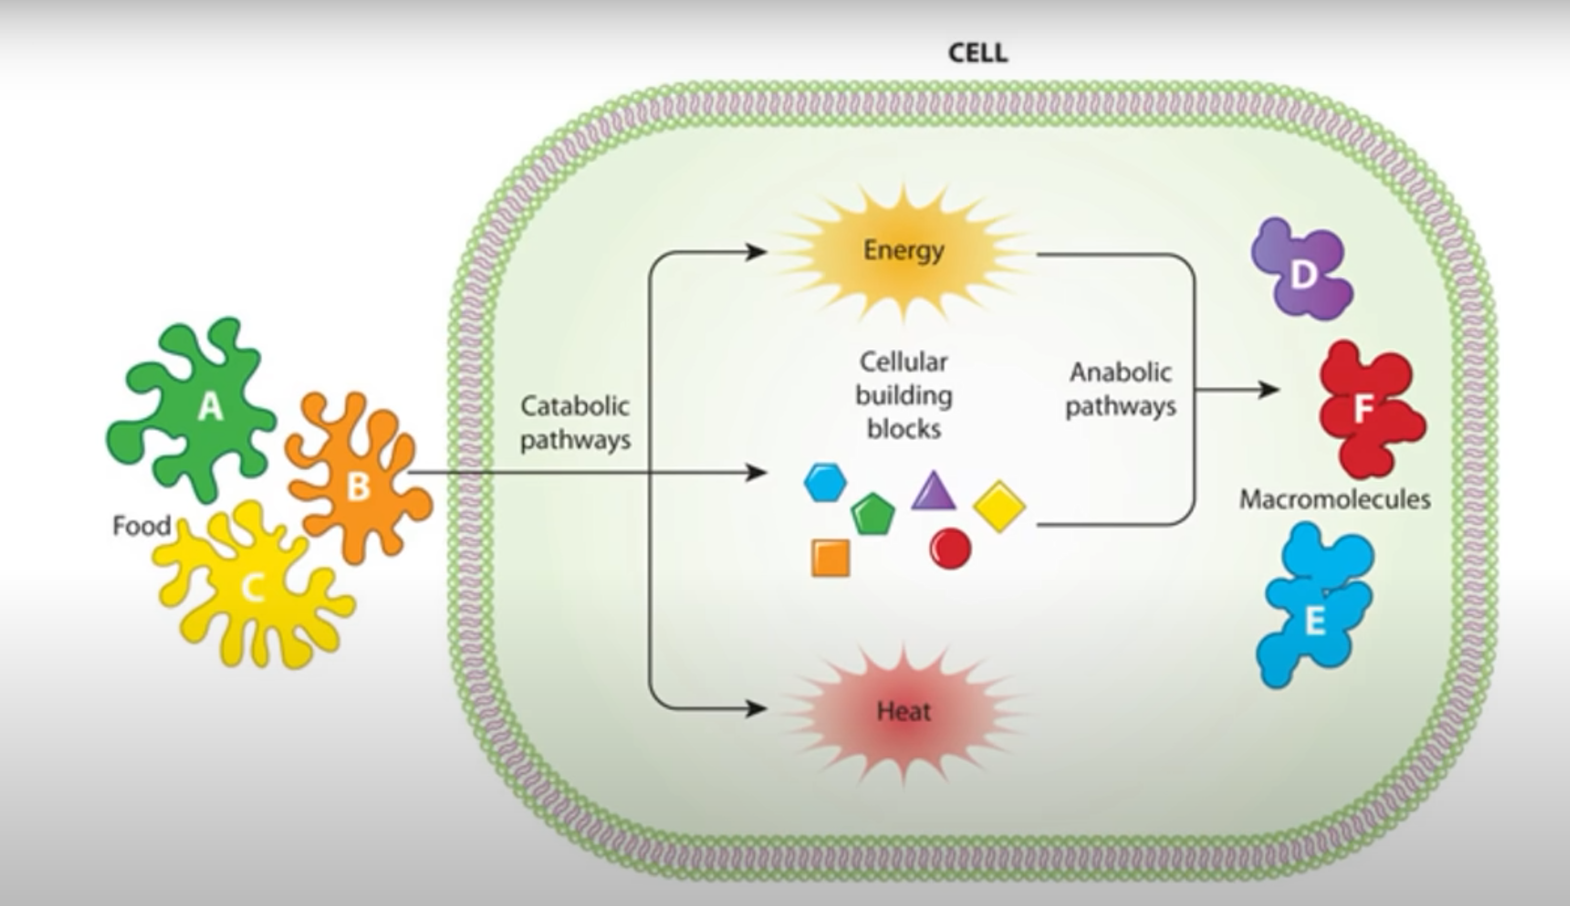 CELL
Energy
D
Cellular
building
blocks
Anabolic
pathways
Catabolic
pathways
A
B
C
Food
F
Macromolecules
E
Heat